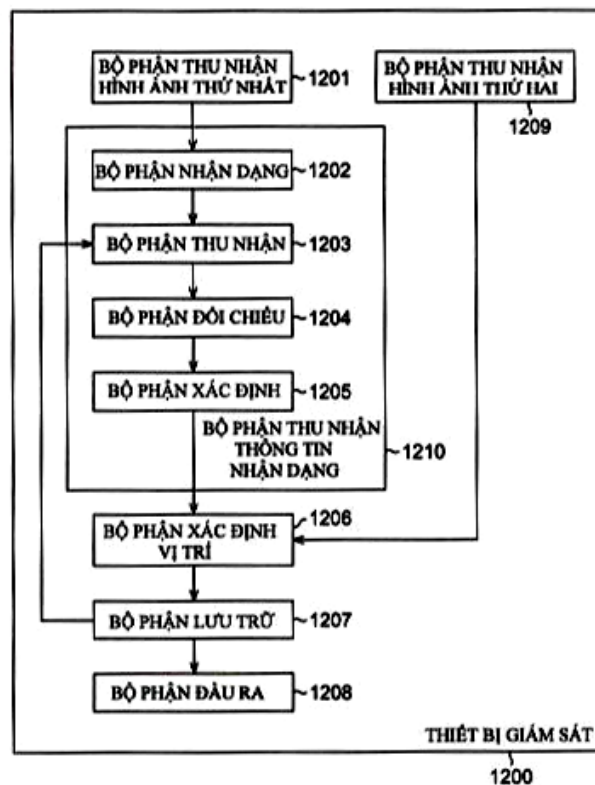 BỘ PHẬN THU NHẬN
HÌNH ẢNH THỨ NHẤT
1201
BỘ PHẬN THU NHẬN
HÌNH ẢNH THỨ HAI
1209
BỘ PHẬN NHẬN DẠNG
1202
BỘ PHẬN THU NHẬN
1203
BỘ PHẬN ĐỐI CHIẾU
1204
BỘ PHẬN XÁC ĐỊNH
1205
BỘ PHẬN THU NHẬN
THÔNG TIN
NHẬN DẠNG
1210
BỘ PHẬN XÁC ĐỊNH
VỊ TRÍ
1206
BỘ PHẬN LƯU TRỮ
1207
BỘ PHẬN ĐẦU RA
1208
THIẾT BỊ GIÁM SÁT
1200